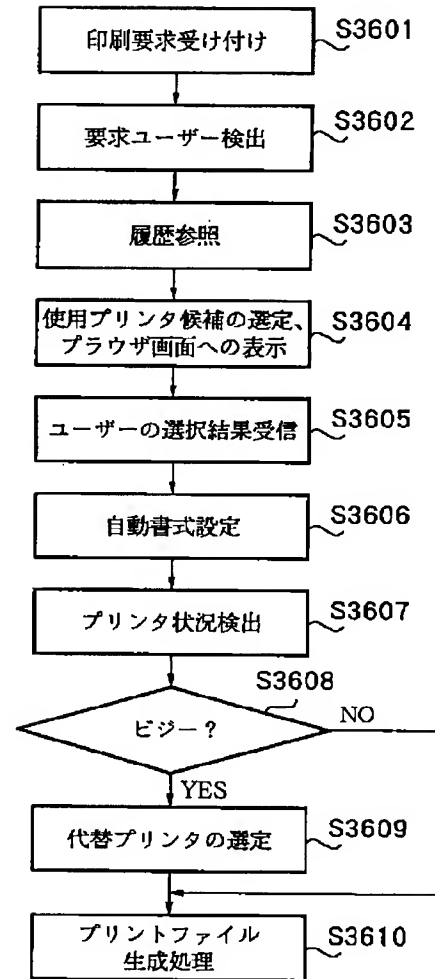 印刷要求受け付け
S3601
要求ユーザー検出
S3602
履歴参照
S3603
使用プリンタ候補の選定、
ブラウザ画面への表示
S3604
ユーザーの選択結果受信
S3605
自動書式設定
S3606
プリンタ状況検出
S3607
S3608
ビジー？
NO
YES
代替プリンタの選定
S3609
プリントファイル
生成処理
S3610